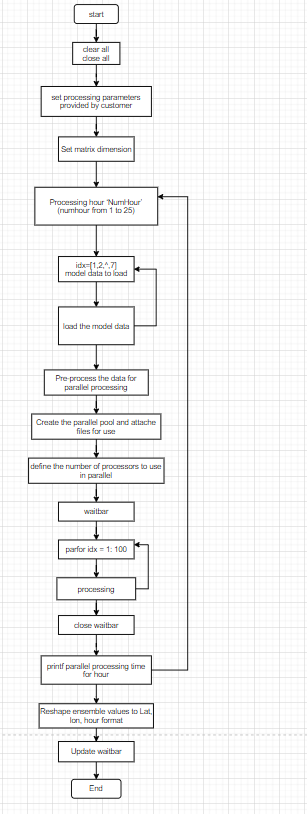 start
clear all
close all
set processing parameters
provided by customer
Set matrix dimension
Processing hour 'NumHour'
(numhour from 1 to 25)
idx=[1,2,^,7]
model data to load
load the model data
Pre-process the data for
parallel processing
Create the parallel pool and attache
files for use
define the number of processors to use
in parallel
waitbar
parfor idx = 1: 100
processing
close waitbar
printf parallel processing time
for hour
Reshape ensemble values to Lat,
lon, hour format
Update waitbar
End